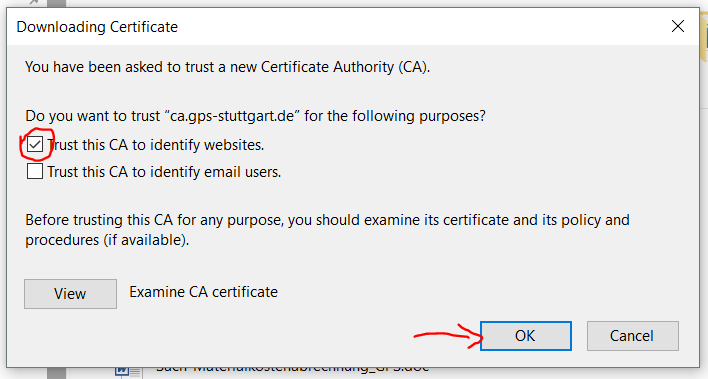 Downloading Certificate
You have been asked to trust a new Certificate Authority (CA).
Do you want to trust “ca.gps-stuttgart.de” for the following purposes?
Trust this CA to identify websites.
Trust this CA to identify email users.
Before trusting this CA for any purpose, you should examine its certificate and its policy and
procedures (if available).
View Examine CA certificate
OK Cancel
Sach-Materialkostenabrechnung_GPS.doc